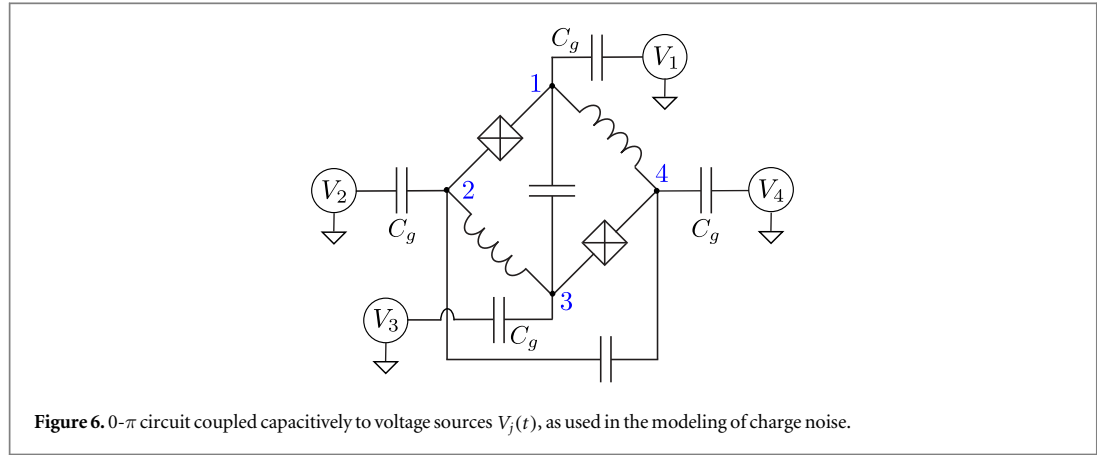 C_g V_1
1
4
V_2 2 V_4
C_g C_g
3
V_3
C_g
Figure 6. 0-π circuit coupled capacitively to voltage sources V_j(t), as used in the modeling of charge noise.